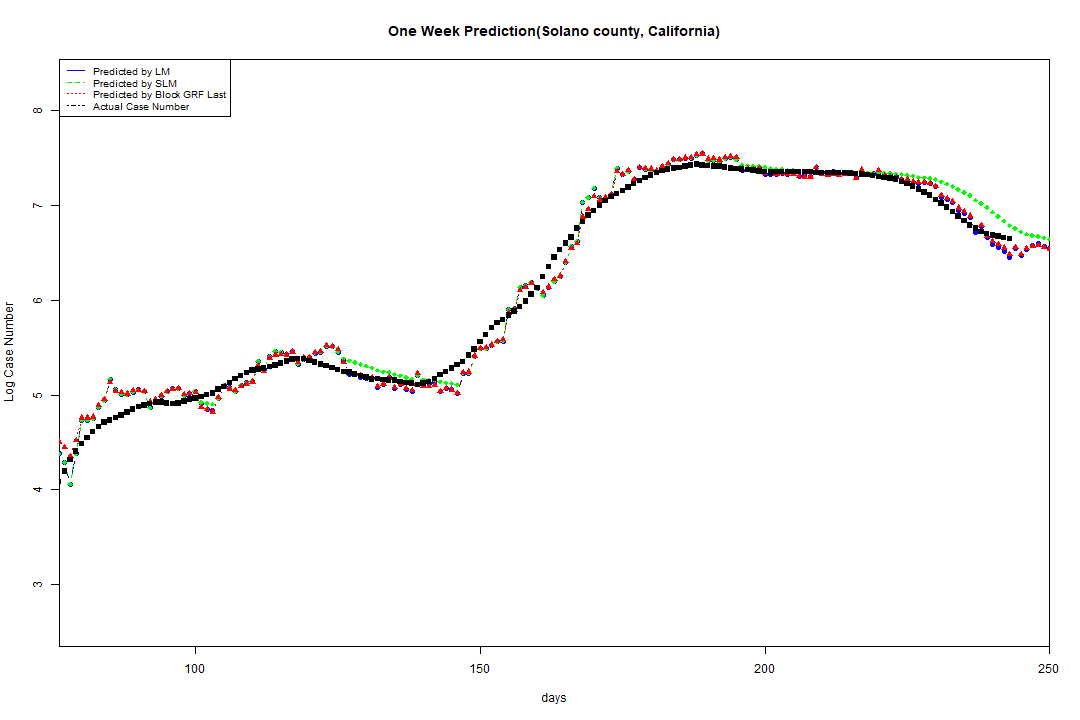 One Week Prediction(Solano county, California)
Predicted by LM
Predicted by SLM
Predicted by Block GRF Last
Actual Case Number
Log Case Number
8
7
6
5
4
3
100 150 200 250
days